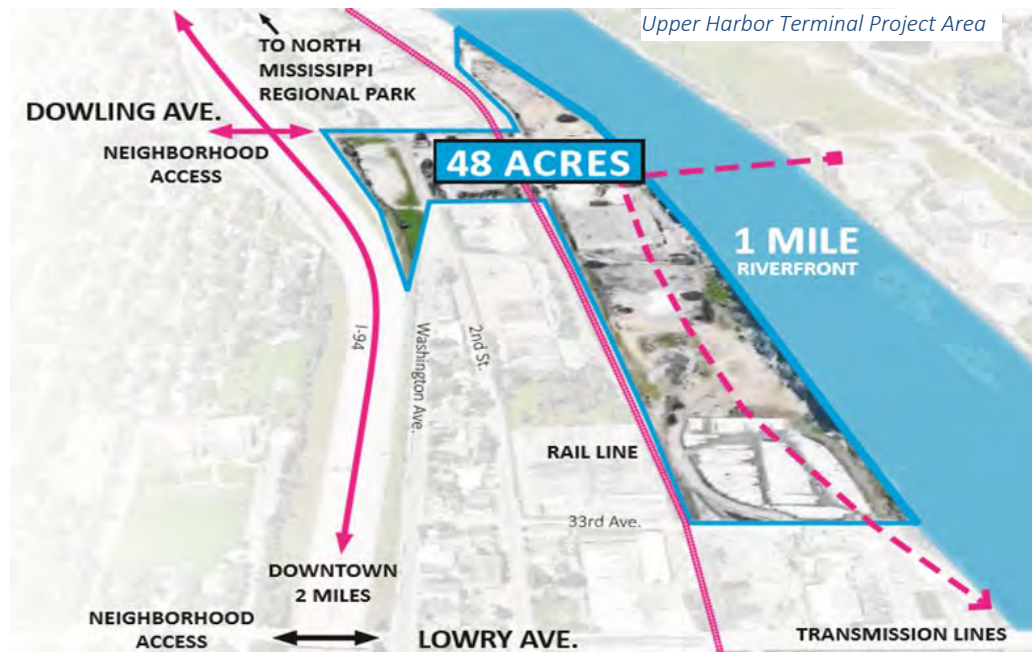 Upper Harbor Terminal Project Area
TO NORTH
MISSISSIPPI
REGIONAL PARK
DOWLING AVE.
NEIGHBORHOOD
ACCESS
48 ACRES
1 MILE
RIVERFRONT
I-94
Washington Ave.
2nd St.
RAIL LINE
33rd Ave.
DOWNTOWN
2 MILES
NEIGHBORHOOD
ACCESS
LOWRY AVE.
TRANSMISSION LINES